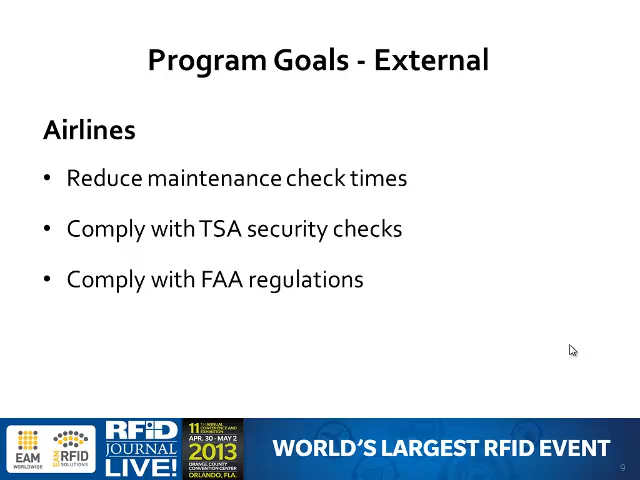 Program Goals - External
Airlines
• Reduce maintenance check times
• Comply with TSA security checks
• Comply with FAA regulations
EAM
WORLDWIDE
EAM
RFID
SOLUTIONS
RFID
JOURNAL
LIVE!
11TH ANNUAL
CONFERENCE AND
EXHIBITION
APR. 30 - MAY 2
2013
ORANGE COUNTY
CONVENTION CENTER
ORLANDO, FLA.
WORLD'S LARGEST RFID EVENT
9